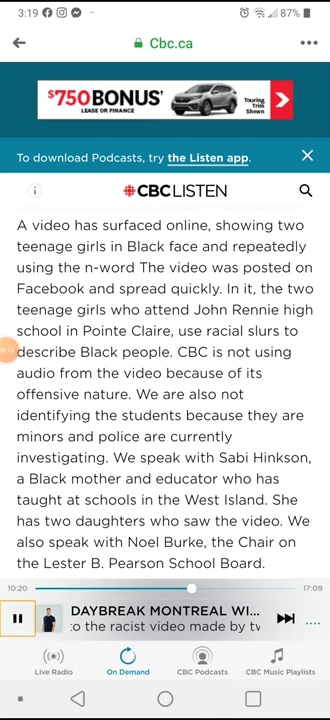 3:19
87%
Cbc.ca
$750 BONUS†
LEASE OR FINANCE
Touring
Trim
Shown
To download Podcasts, try the Listen app.
CBCLISTEN
A video has surfaced online, showing two
teenage girls in Black face and repeatedly
using the n-word The video was posted on
Facebook and spread quickly. In it, the two
teenage girls who attend John Rennie high
school in Pointe Claire, use racial slurs to
describe Black people. CBC is not using
audio from the video because of its
offensive nature. We are also not
identifying the students because they are
minors and police are currently
investigating. We speak with Sabi Hinkson,
a Black mother and educator who has
taught at schools in the West Island. She
has two daughters who saw the video. We
also speak with Noel Burke, the Chair on
the Lester B. Pearson School Board.
10:20
17:09
DAYBREAK MONTREAL WI...
:o the racist video made by tv
Live Radio
On Demand
CBC Podcasts
CBC Music Playlists